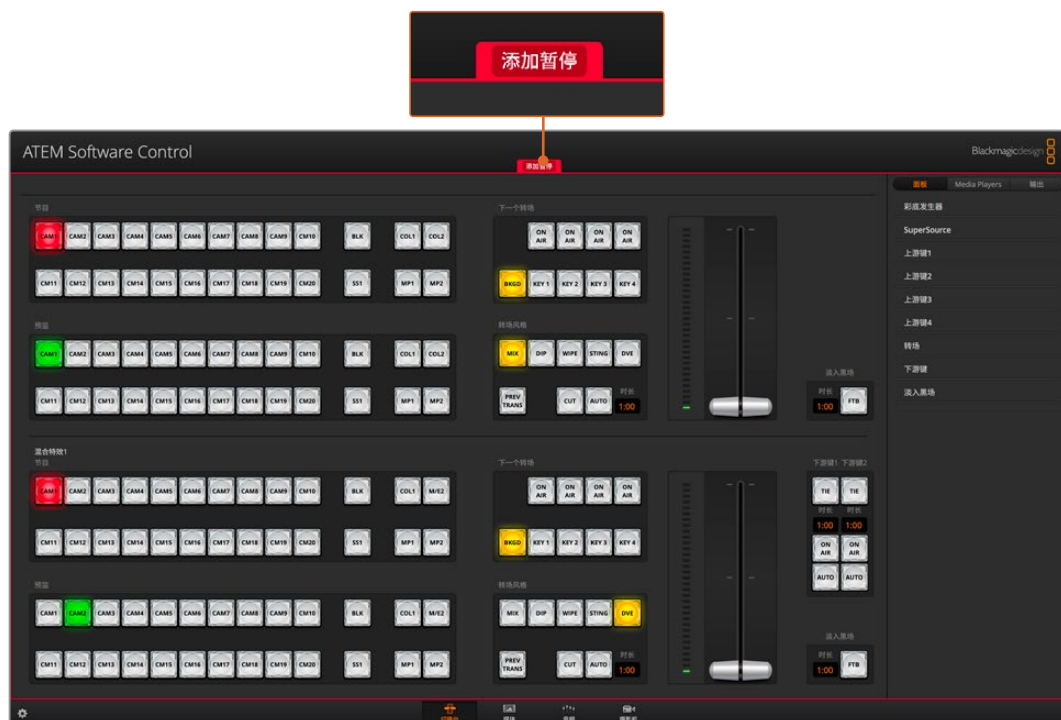 添加暂停
ATEM Software Control
添加暂停
Blackmagicdesign
面板 Media Players 输出
彩底发生器
SuperSource
上游键1
上游键2
上游键3
上游键4
转场
下游键
淡入黑场
节目
CAM1 CAM2 CAM3 CAM4 CAM5 CAM6 CAM7 CAM8 CAM9 CM10 BLK COL1 COL2
CM11 CM12 CM13 CM14 CM15 CM16 CM17 CM18 CM19 CM20 SS1 MP1 MP2
预监
CAM1 CAM2 CAM3 CAM4 CAM5 CAM6 CAM7 CAM8 CAM9 CM10 BLK COL1 COL2
CM11 CM12 CM13 CM14 CM15 CM16 CM17 CM18 CM19 CM20 SS1 MP1 MP2
下一个转场
ON AIR ON AIR ON AIR ON AIR
BKGD KEY 1 KEY 2 KEY 3 KEY 4
转场风格
MIX DIP WIPE STING DVE
时长
PREV TRANS CUT AUTO 1:00
淡入黑场
时长
1:00 FTB
混合特效1
节目
CAM1 CAM2 CAM3 CAM4 CAM5 CAM6 CAM7 CAM8 CAM9 CM10 BLK COL1 M/E2
CM11 CM12 CM13 CM14 CM15 CM16 CM17 CM18 CM19 CM20 SS1 MP1 MP2
预监
CAM1 CAM2 CAM3 CAM4 CAM5 CAM6 CAM7 CAM8 CAM9 CM10 BLK COL1 M/E2
CM11 CM12 CM13 CM14 CM15 CM16 CM17 CM18 CM19 CM20 SS1 MP1 MP2
下一个转场
ON AIR ON AIR ON AIR ON AIR
BKGD KEY 1 KEY 2 KEY 3 KEY 4
转场风格
MIX DIP WIPE STING DVE
时长
PREV TRANS CUT AUTO 1:00
下游键1 下游键2
TIE TIE
时长 时长
1:00 1:00
ON AIR ON AIR
AUTO AUTO
淡入黑场
时长
1:00 FTB